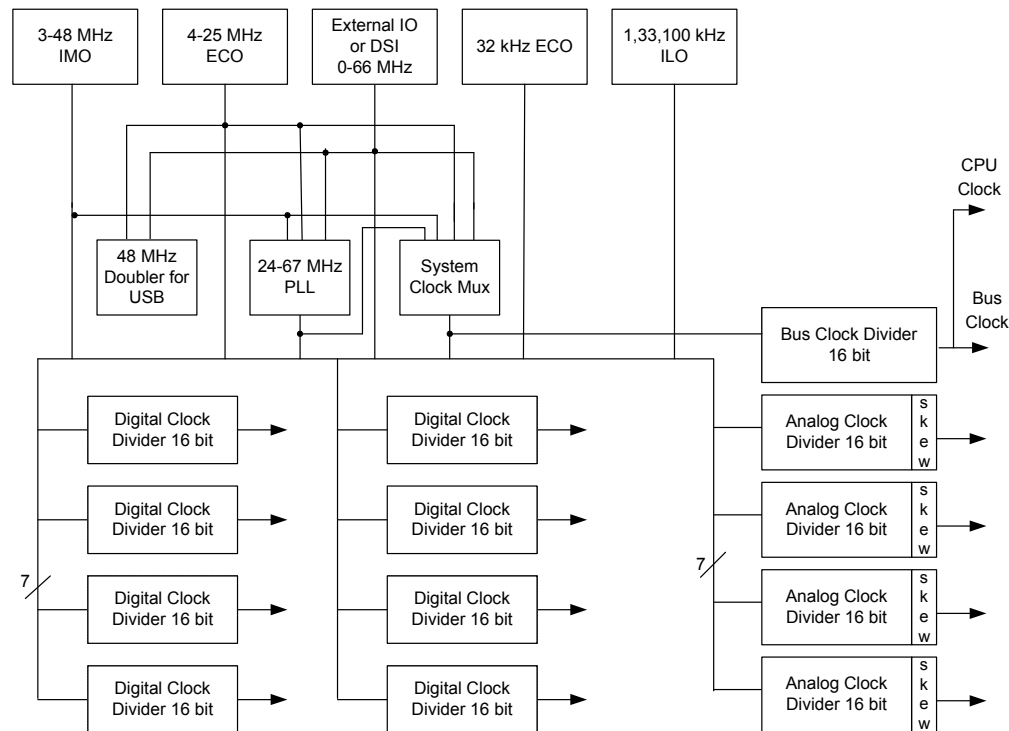 3-48 MHz
IMO
4-25 MHz
ECO
External IO
or DSI
0-66 MHz
32 kHz ECO
1,33,100 kHz
ILO
CPU
Clock
48 MHz
Doubler for
USB
24-67 MHz
PLL
System
Clock Mux
Bus
Clock
Bus Clock Divider
16 bit
Digital Clock
Divider 16 bit
Digital Clock
Divider 16 bit
Analog Clock
Divider 16 bit
s
k
e
w
Digital Clock
Divider 16 bit
Digital Clock
Divider 16 bit
Analog Clock
Divider 16 bit
s
k
e
w
7
7
Digital Clock
Divider 16 bit
Digital Clock
Divider 16 bit
Analog Clock
Divider 16 bit
s
k
e
w
Digital Clock
Divider 16 bit
Digital Clock
Divider 16 bit
Analog Clock
Divider 16 bit
s
k
e
w